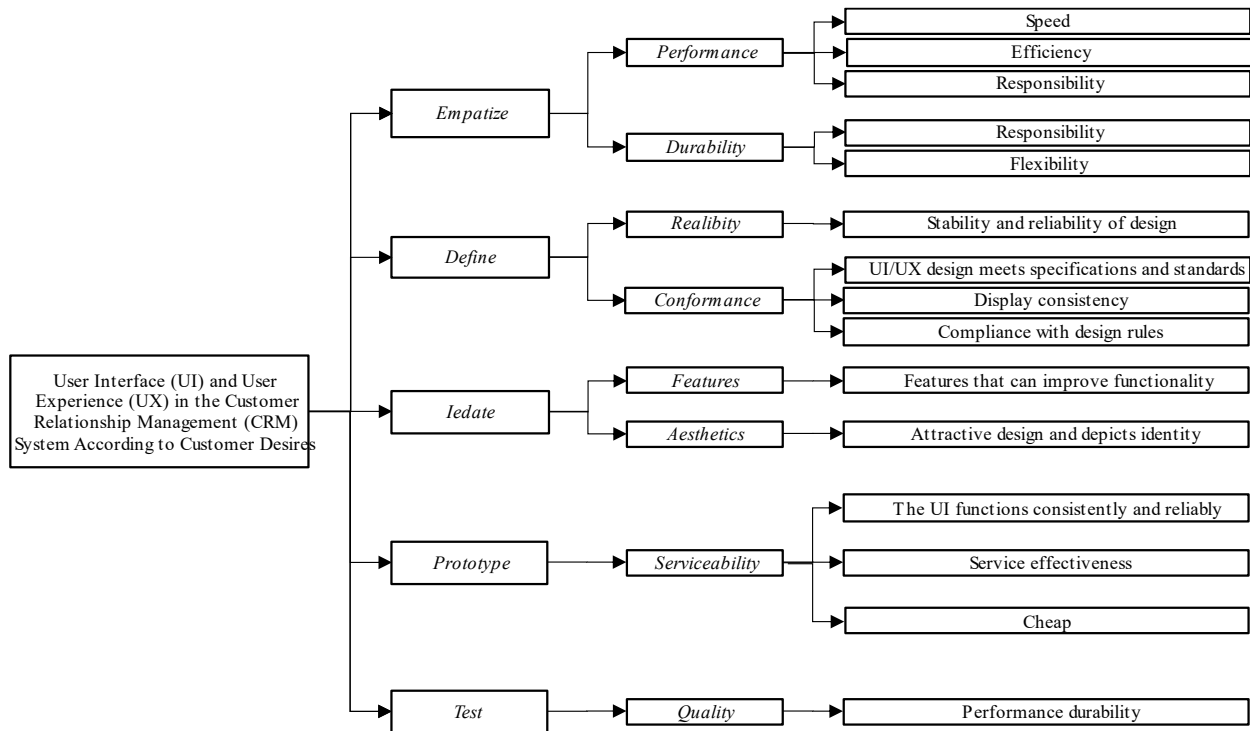 Speed
Performance
Efficiency
Responsibility
Empatize
Responsibility
Durability
Flexibility
Realibity
Stability and reliability of design
Define
UI/UX design meets specifications and standards
Conformance
Display consistency
Compliance with design rules
User Interface (UI) and User
Experience (UX) in the Customer
Relationship Management (CRM)
System According to Customer Desires
Features
Features that can improve functionality
Iedate
Aesthetics
Attractive design and depicts identity
The UI functions consistently and reliably
Prototype
Serviceability
Service effectiveness
Cheap
Test
Quality
Performance durability